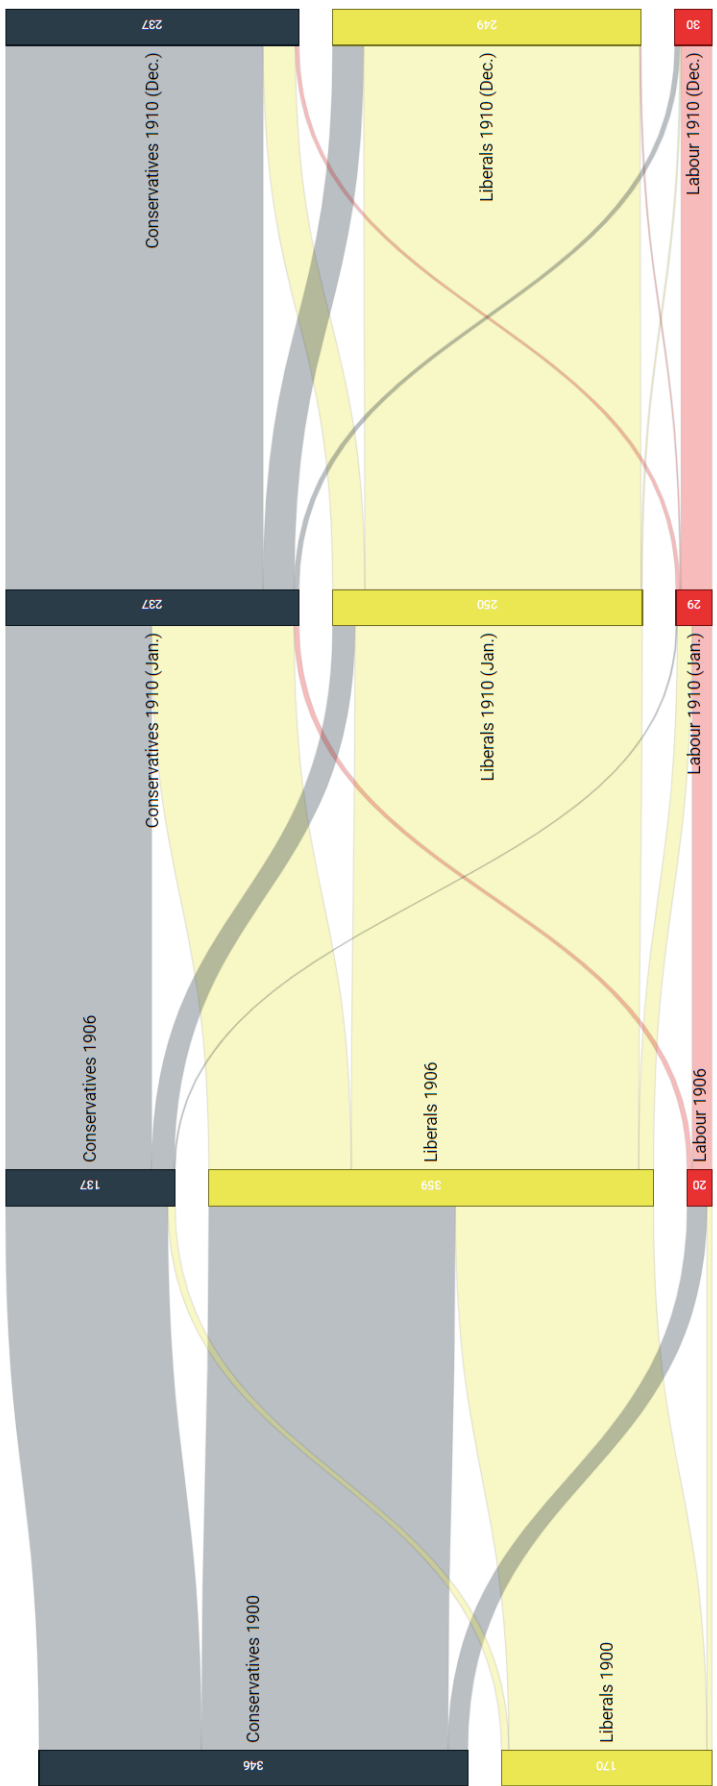 237
249
30
Conservatives 1910 (Dec.)
Liberals 1910 (Dec.)
Labour 1910 (Dec.)
237
250
29
Conservatives 1910 (Jan.)
Liberals 1910 (Jan.)
Labour 1910 (Jan.)
Conservatives 1906
Liberals 1906
Labour 1906
137
359
20
Conservatives 1900
Liberals 1900
346
170